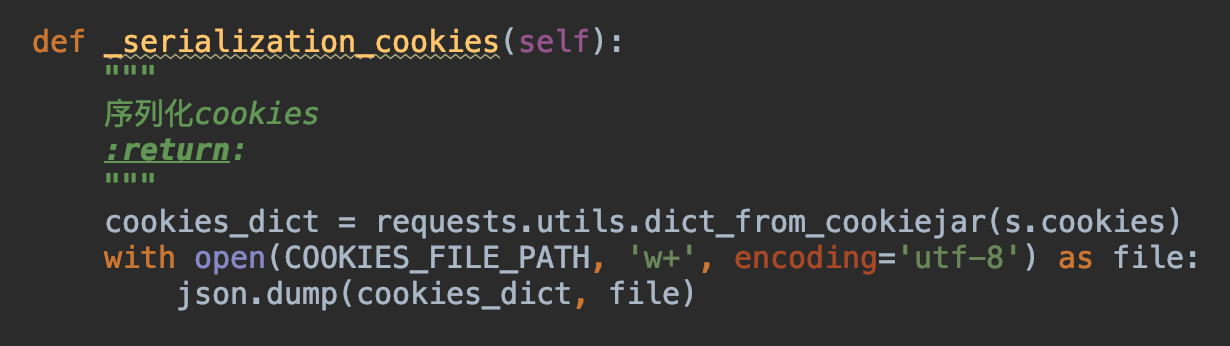 def _serialization_cookies(self):
"""
序列化cookies
:return:
"""
cookies_dict = requests.utils.dict_from_cookiejar(s.cookies)
with open(COOKIES_FILE_PATH, 'w+', encoding='utf-8') as file:
json.dump(cookies_dict, file)